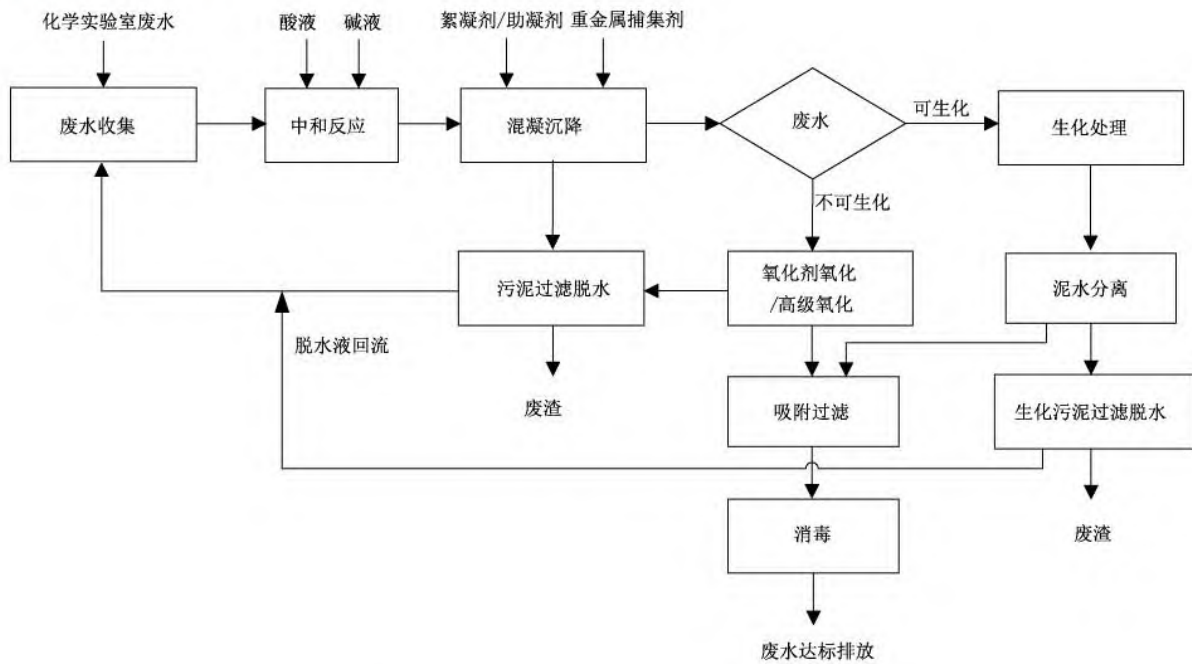 化学实验室废水
酸液
碱液
絮凝剂/助凝剂
重金属捕集剂
废水收集
中和反应
混凝沉降
废水
可生化
生化处理
不可生化
污泥过滤脱水
氧化剂氧化
/高级氧化
泥水分离
脱水液回流
废渣
吸附过滤
生化污泥过滤脱水
消毒
废渣
废水达标排放